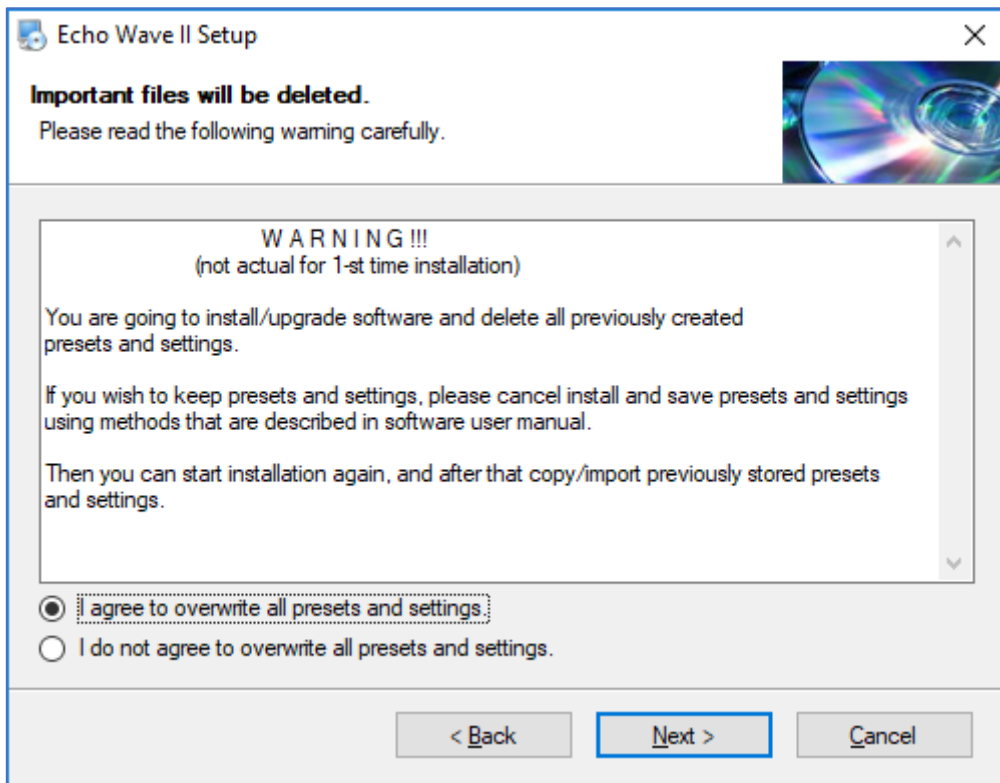 Echo Wave II Setup
Important files will be deleted.
Please read the following warning carefully.
W A R N I N G !!!
(not actual for 1-st time installation)
You are going to install/upgrade software and delete all previously created
presets and settings.
If you wish to keep presets and settings, please cancel install and save presets and settings
using methods that are described in software user manual.
Then you can start installation again, and after that copy/import previously stored presets
and settings.
I agree to overwrite all presets and settings.
I do not agree to overwrite all presets and settings.
< Back Next > Cancel